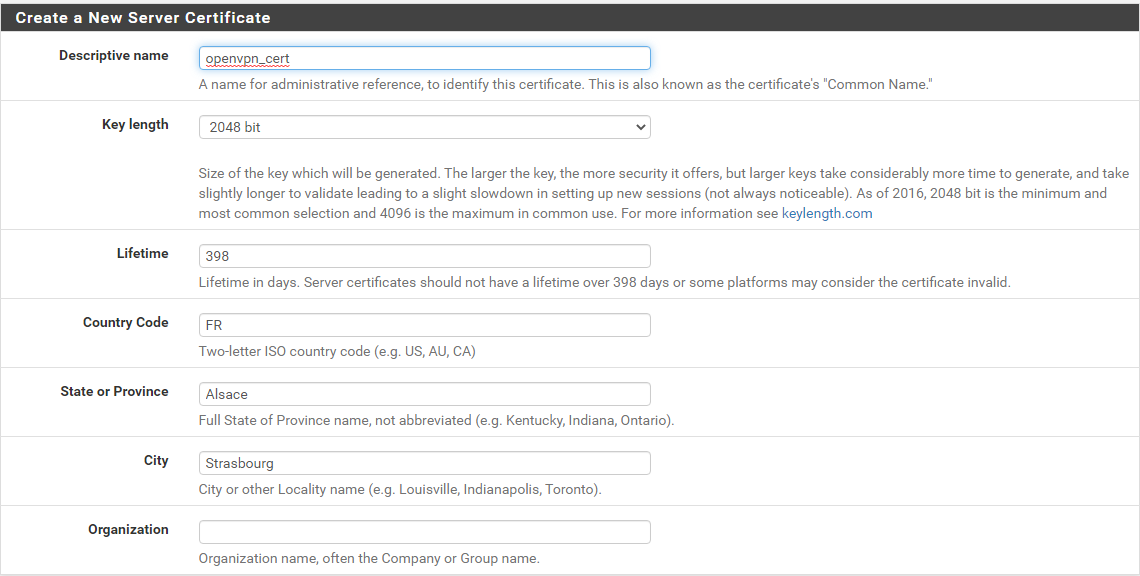 Create a New Server Certificate
Descriptive name
openvpn_cert
A name for administrative reference, to identify this certificate. This is also known as the certificate's "Common Name."
Key length
2048 bit
Size of the key which will be generated. The larger the key, the more security it offers, but larger keys take considerably more time to generate, and take
slightly longer to validate leading to a slight slowdown in setting up new sessions (not always noticeable). As of 2016, 2048 bit is the minimum and
most common selection and 4096 is the maximum in common use. For more information see keylength.com
Lifetime
398
Lifetime in days. Server certificates should not have a lifetime over 398 days or some platforms may consider the certificate invalid.
Country Code
FR
Two-letter ISO country code (e.g. US, AU, CA)
State or Province
Alsace
Full State of Province name, not abbreviated (e.g. Kentucky, Indiana, Ontario).
City
Strasbourg
City or other Locality name (e.g. Louisville, Indianapolis, Toronto).
Organization
Organization name, often the Company or Group name.